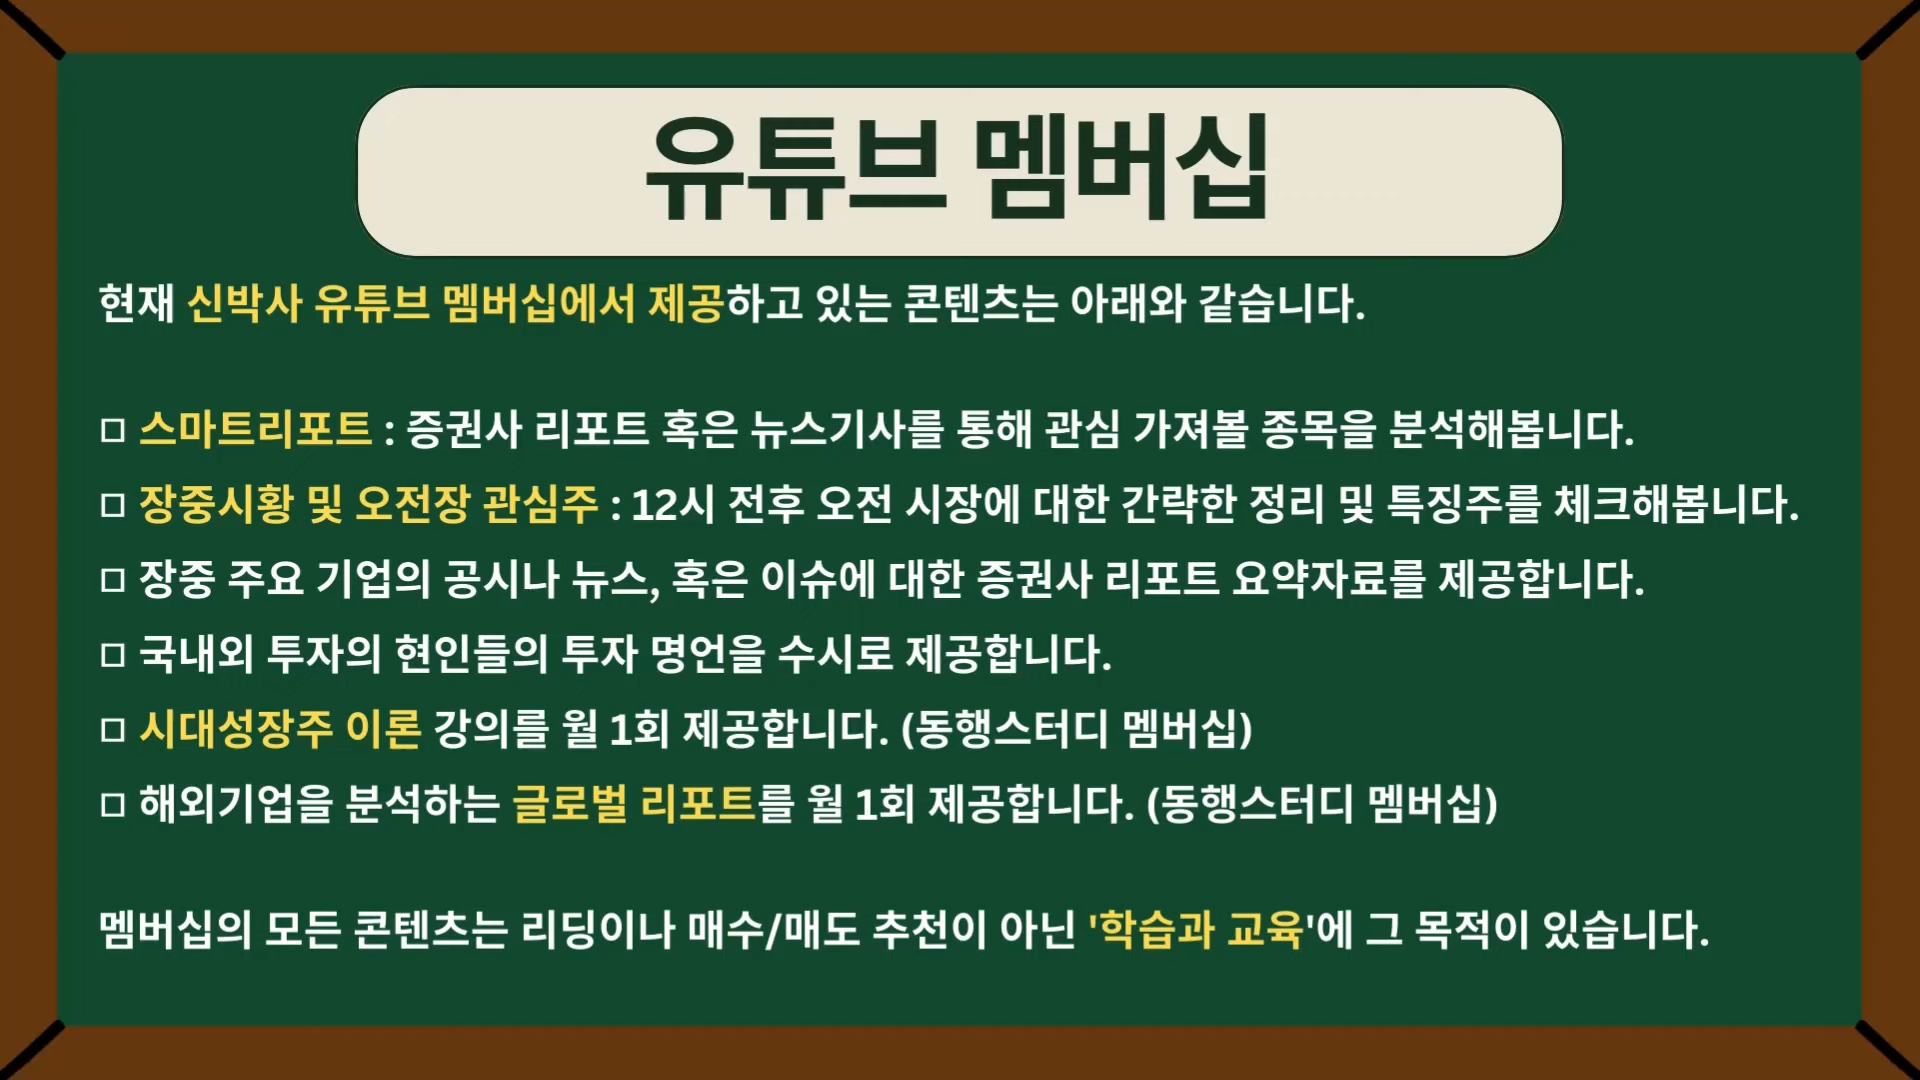 유튜브 멤버십
현재 신박사 유튜브 멤버십에서 제공하고 있는 콘텐츠는 아래와 같습니다.
□ 스마트리포트 : 증권사 리포트 혹은 뉴스기사를 통해 관심 가져볼 종목을 분석해봅니다.
□ 장중시황 및 오전장 관심주 : 12시 전후 오전 시장에 대한 간략한 정리 및 특징주를 체크해봅니다.
□ 장중 주요 기업의 공시나 뉴스, 혹은 이슈에 대한 증권사 리포트 요약자료를 제공합니다.
□ 국내외 투자의 현인들의 투자 명언을 수시로 제공합니다.
□ 시대성장주 이론 강의를 월 1회 제공합니다. (동행스터디 멤버십)
□ 해외기업을 분석하는 글로벌 리포트를 월 1회 제공합니다. (동행스터디 멤버십)
멤버십의 모든 콘텐츠는 리딩이나 매수/매도 추천이 아닌 '학습과 교육'에 그 목적이 있습니다.